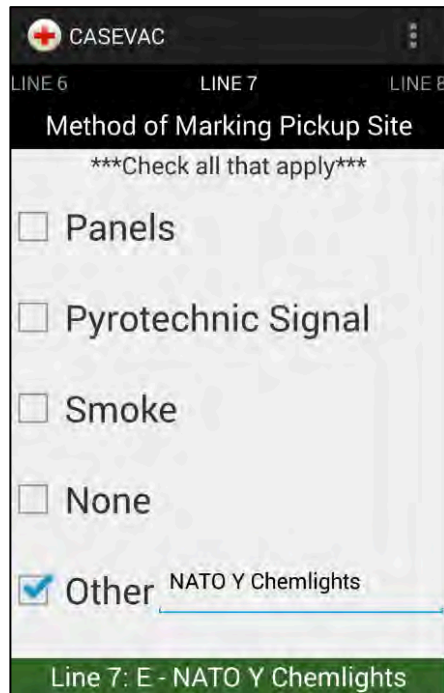 CASEVAC
LINE 6 LINE 7 LINE 8
Method of Marking Pickup Site
***Check all that apply***
Panels
Pyrotechnic Signal
Smoke
None
Other NATO Y Chemlights
Line 7: E - NATO Y Chemlights